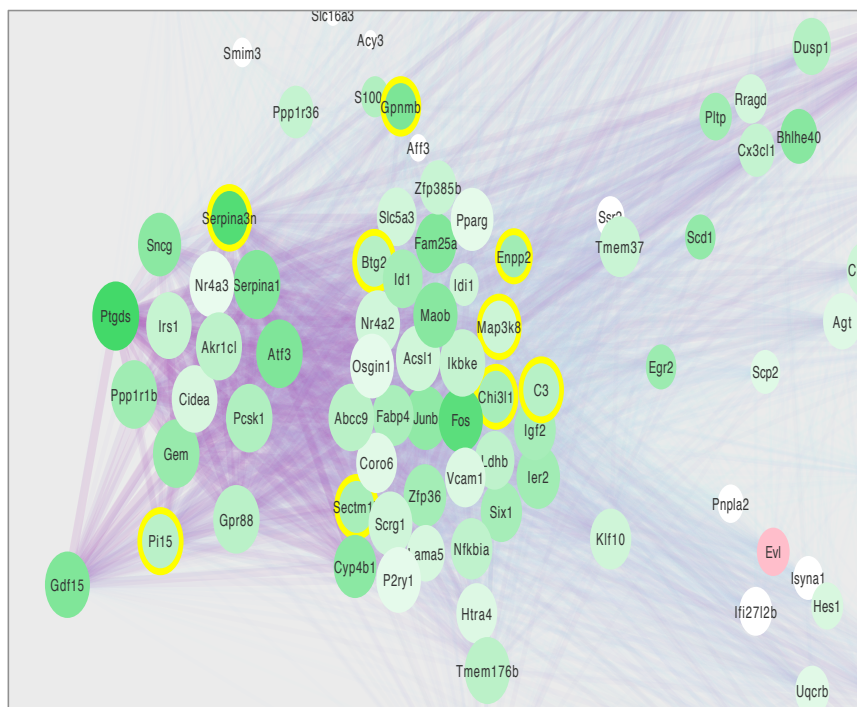 Slc16a3
Acy3
Smim3
Dusp1
S100
Gpnmb
Ppp1r36
Rragd
Pltp
Bhlhe40
Cx3cl1
Aff3
Zfp385b
Serpina3n
Slc5a3
Pparg
Ssr2
Sncg
Fam25a
Tmem37
Scd1
Btg2
Enpp2
Id1
Idi1
C
Nr4a3
Serpina1
Ptgds
Irs1
Nr4a2
Maob
Map3k8
Agt
Akr1cl
Atf3
Osgin1
Acsl1
Ikbke
Egr2
Scp2
Ppp1r1b
Cidea
Chi3l1
C3
Pcsk1
Abcc9
Fabp4
Junb
Fos
Igf2
Gem
Coro6
Ldhb
Vcam1
Ier2
Zfp36
Sectm1
Scrg1
Six1
Pnpla2
Gpr88
Pi15
Klf10
Nfkbia
Lama5
Evl
Cyp4b1
P2ry1
Isyna1
Gdf15
Hes1
Htra4
Ifi27l2b
Tmem176b
Uqcrb